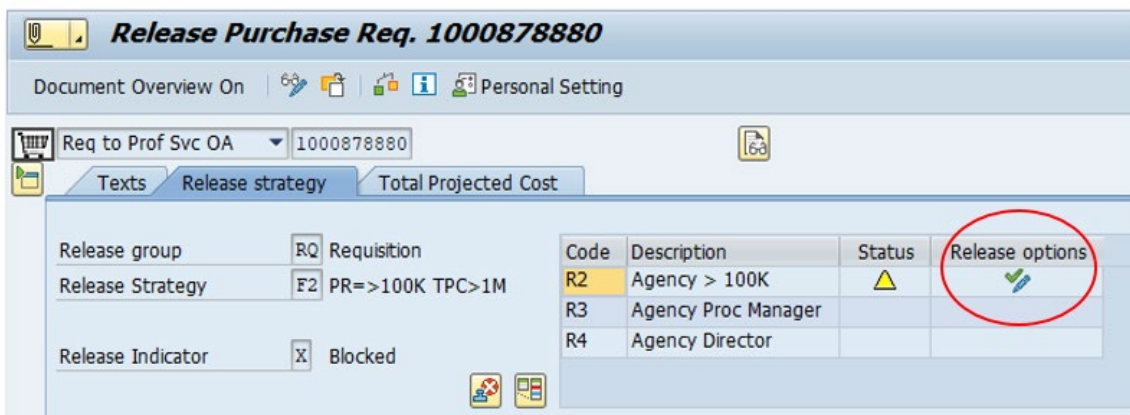 Release Purchase Req. 1000878880
Document Overview On Personal Setting
Req to Prof Svc OA 1000878880
Texts Release strategy Total Projected Cost
Release group RQ Requisition
Release Strategy F2 PR=>100K TPC>1M
Release Indicator X Blocked
Code Description Status Release options
R2 Agency > 100K
R3 Agency Proc Manager
R4 Agency Director